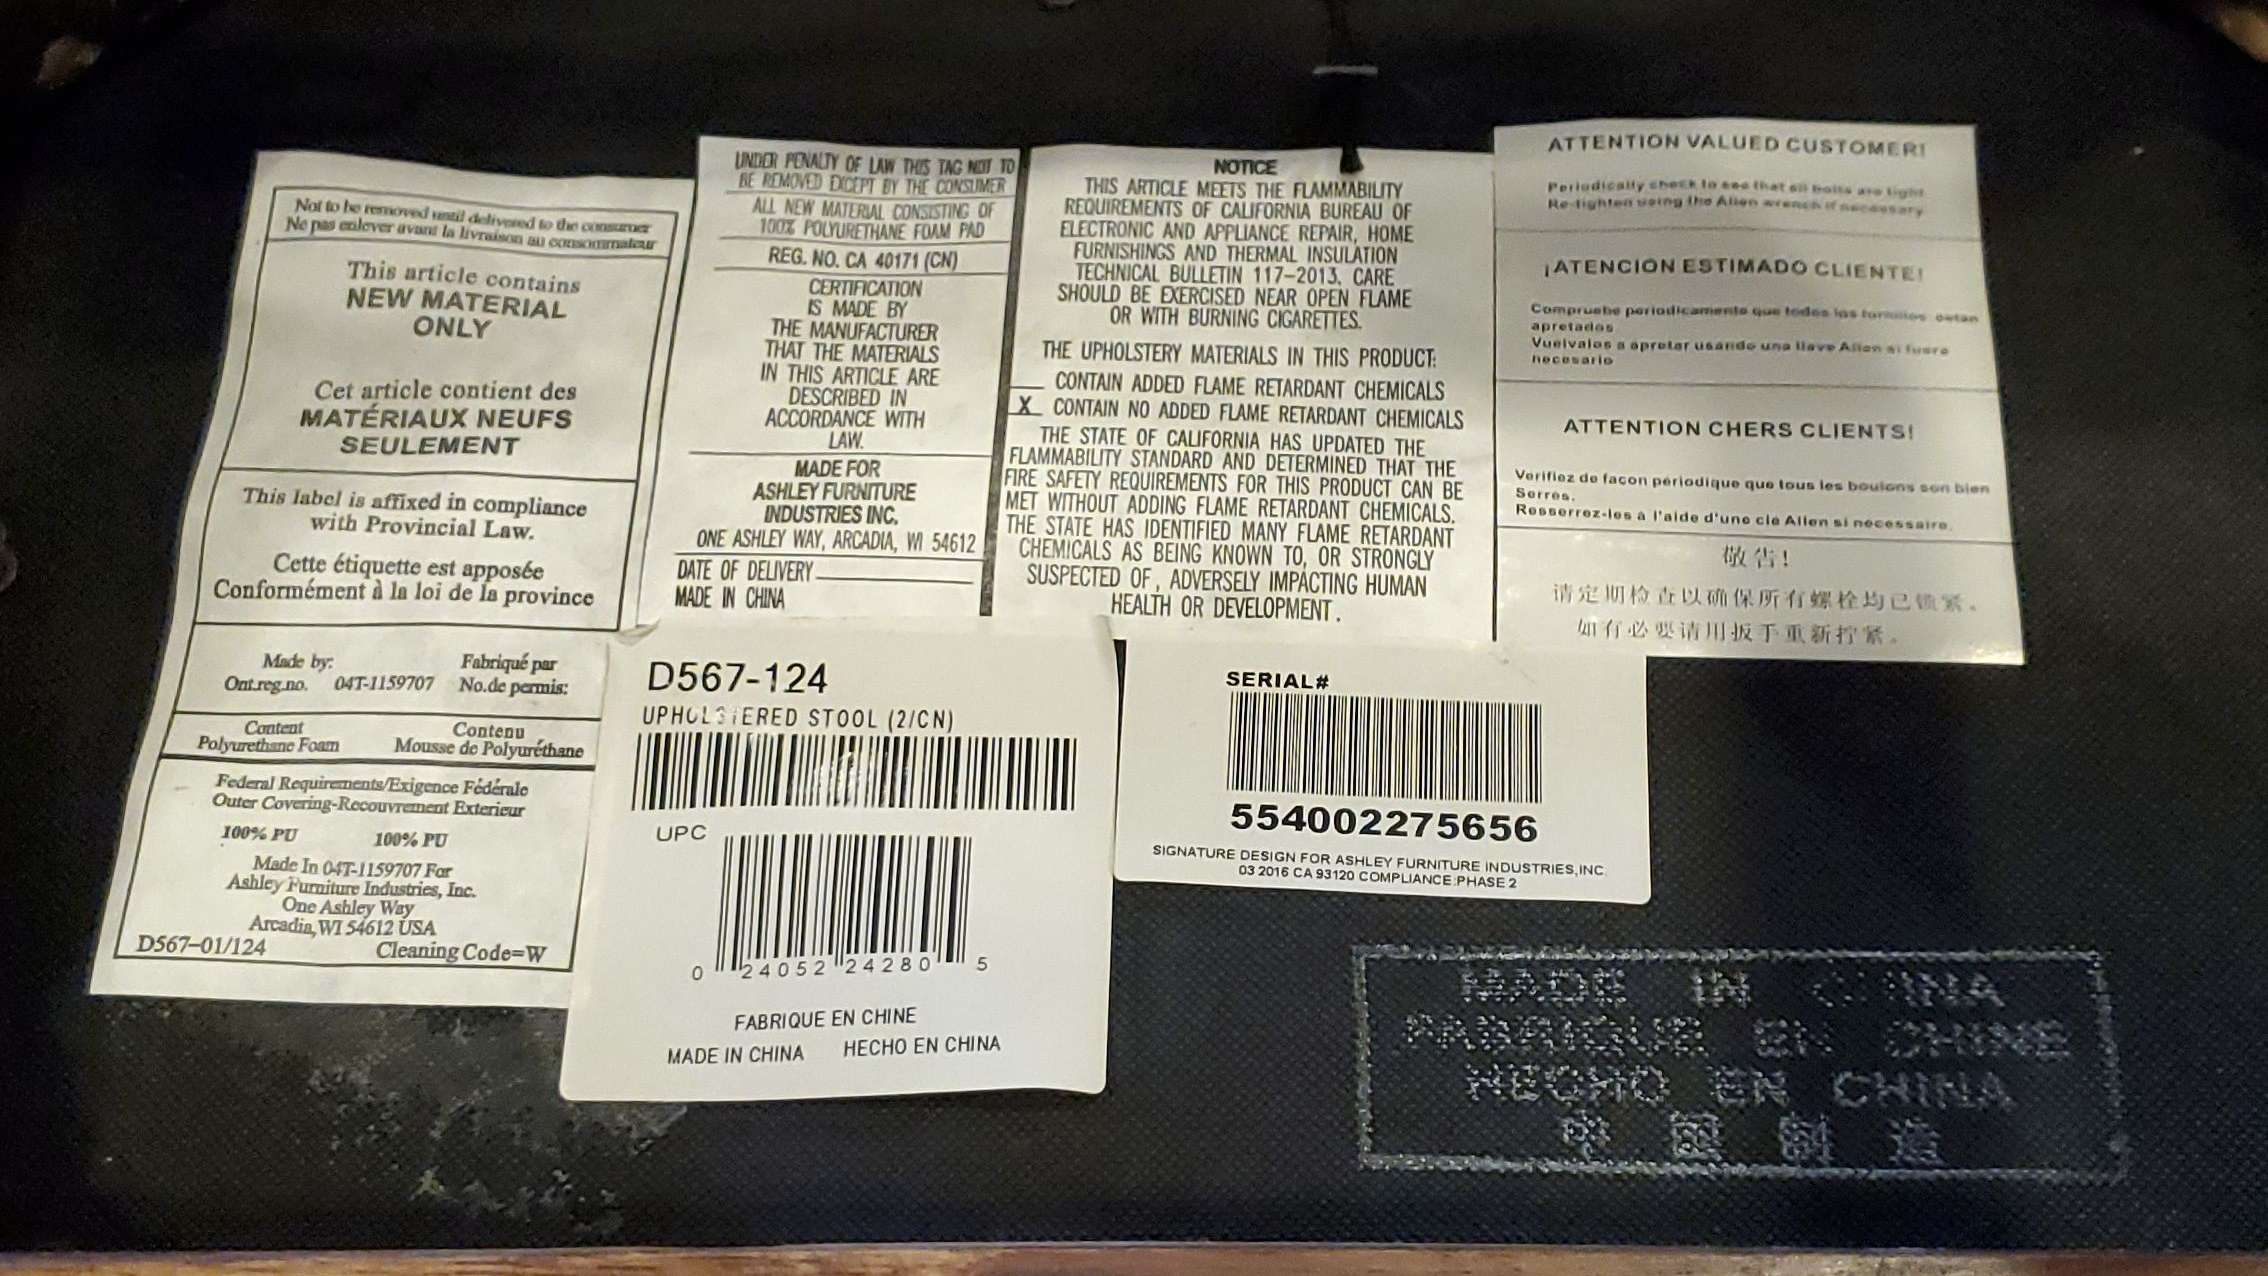 Not to be removed until delivered to the consumer
Ne pas enlever avant la livraison au consommateur
This article contains
NEW MATERIAL
ONLY
Cet article contient des
MATÉRIAUX NEUFS
SEULEMENT
This label is affixed in compliance
with Provincial Law.
Cette étiquette est apposée
Conformément à la loi de la province
Made by: Fabriqué par
Ont.reg.no. 04T-1159707 No.de permis:
Content Contenu
Polyurethane Foam Mousse de Polyuréthane
Federal Requirements/Exigence Fédérale
Outer Covering-Recouvrement Exterieur
100% PU 100% PU
Made In 04T-1159707 For
Ashley Furniture Industries, Inc.
One Ashley Way
Arcadia, WI 54612 USA
D567-01/124 Cleaning Code=W
UNDER PENALTY OF LAW THIS TAG NOT TO
BE REMOVED EXCEPT BY THE CONSUMER
ALL NEW MATERIAL CONSISTING OF
100% POLYURETHANE FOAM PAD
REG. NO. CA 40171 (CN)
CERTIFICATION
IS MADE BY
THE MANUFACTURER
THAT THE MATERIALS
IN THIS ARTICLE ARE
DESCRIBED IN
ACCORDANCE WITH
LAW.
MADE FOR
ASHLEY FURNITURE
INDUSTRIES INC.
ONE ASHLEY WAY, ARCADIA, WI 54612
DATE OF DELIVERY
MADE IN CHINA
NOTICE
THIS ARTICLE MEETS THE FLAMMABILITY
REQUIREMENTS OF CALIFORNIA BUREAU OF
ELECTRONIC AND APPLIANCE REPAIR, HOME
FURNISHINGS AND THERMAL INSULATION
TECHNICAL BULLETIN 117-2013. CARE
SHOULD BE EXERCISED NEAR OPEN FLAME
OR WITH BURNING CIGARETTES.
THE UPHOLSTERY MATERIALS IN THIS PRODUCT:
CONTAIN ADDED FLAME RETARDANT CHEMICALS
X CONTAIN NO ADDED FLAME RETARDANT CHEMICALS
THE STATE OF CALIFORNIA HAS UPDATED THE
FLAMMABILITY STANDARD AND DETERMINED THAT THE
FIRE SAFETY REQUIREMENTS FOR THIS PRODUCT CAN BE
MET WITHOUT ADDING FLAME RETARDANT CHEMICALS.
THE STATE HAS IDENTIFIED MANY FLAME RETARDANT
CHEMICALS AS BEING KNOWN TO, OR STRONGLY
SUSPECTED OF, ADVERSELY IMPACTING HUMAN
HEALTH OR DEVELOPMENT.
ATTENTION VALUED CUSTOMER!
Periodically check to see that all bolts are tight
Re-tighten using the Allen wrench if necessary
¡ATENCION ESTIMADO CLIENTE!
Compruebe periodicamente que todos los tornillos estan
apretados
Vuelvalos a apretar usando una llave Allen si fuera
necesario
ATTENTION CHERS CLIENTS!
Verifiez de facon périodique que tous les boulons son bien
Serrés.
Resserrez-les à l'aide d'une clé Allen si nécessaire.
敬告!
请定期检查以确保所有螺栓均已锁紧。
如有必要请用扳手重新拧紧。
D567-124
UPHOLSTERED STOOL (2/CN)
UPC
0 24052 24280 5
FABRIQUE EN CHINE
MADE IN CHINA HECHO EN CHINA
SERIAL#
554002275656
SIGNATURE DESIGN FOR ASHLEY FURNITURE INDUSTRIES,INC.
03 2016 CA 93120 COMPLIANCE:PHASE 2
MADE IN CHINA
FABRIQUE EN CHINE
HECHO EN CHINA
中国制造